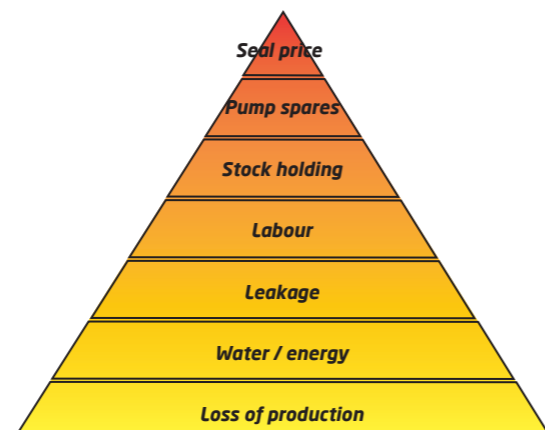 Seal price
Pump spares
Stock holding
Labour
Leakage
Water / energy
Loss of production